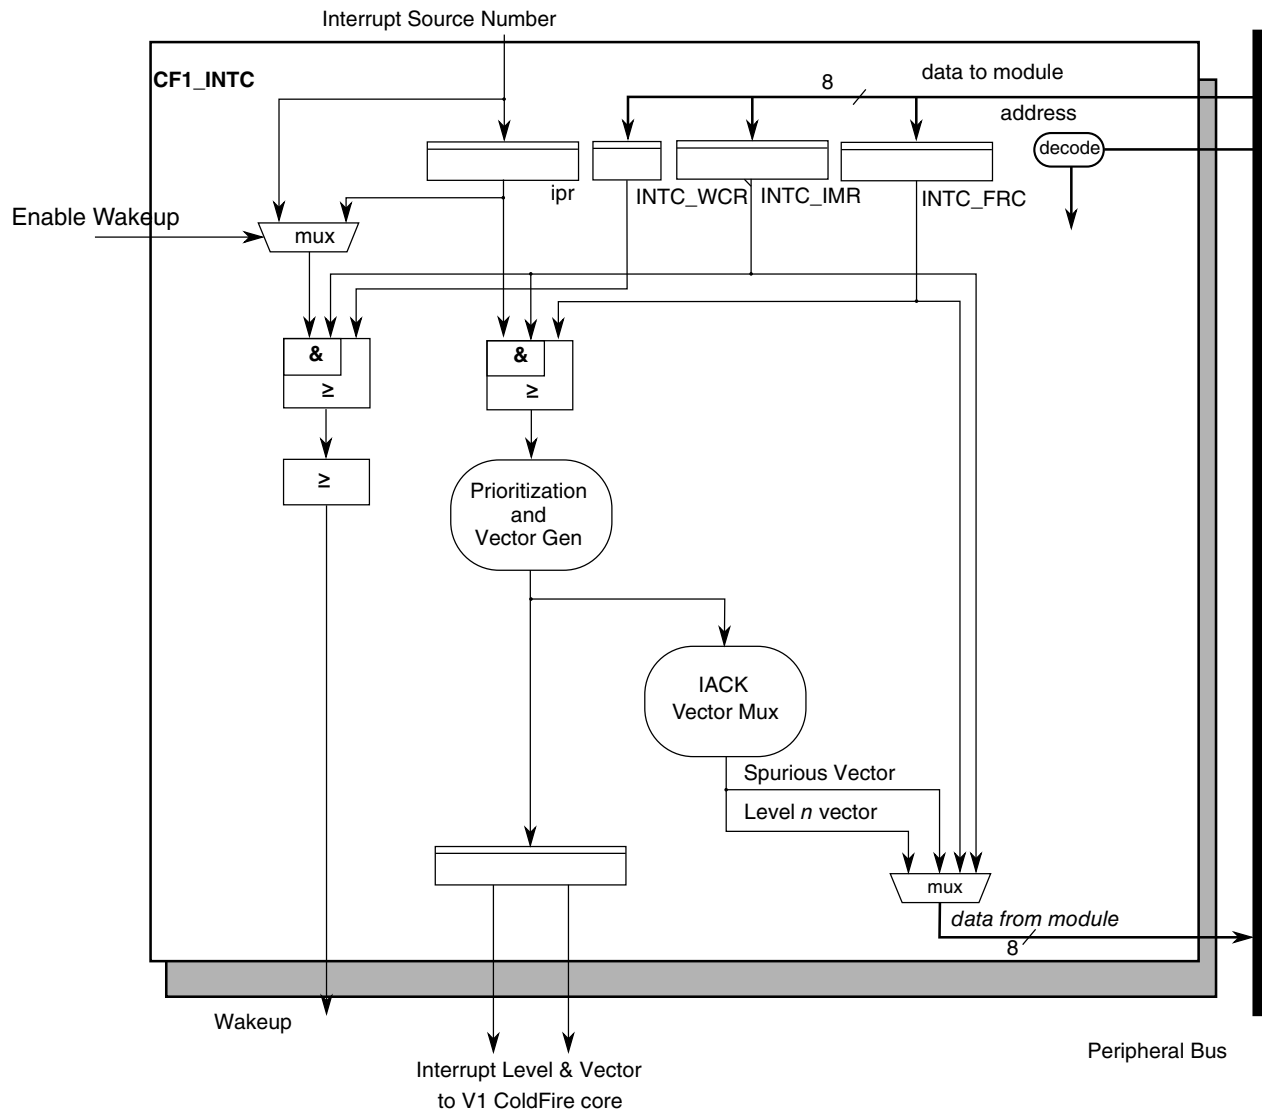 Interrupt Source Number
CF1_INTC
data to module
8
address
decode
ipr
INTC_WCR
INTC_IMR
INTC_FRC
Enable Wakeup
mux
&
≥
&
≥
≥
Prioritization
and
Vector Gen
IACK
Vector Mux
Spurious Vector
Level n vector
mux
data from module
8
Wakeup
Interrupt Level & Vector
to V1 ColdFire core
Peripheral Bus